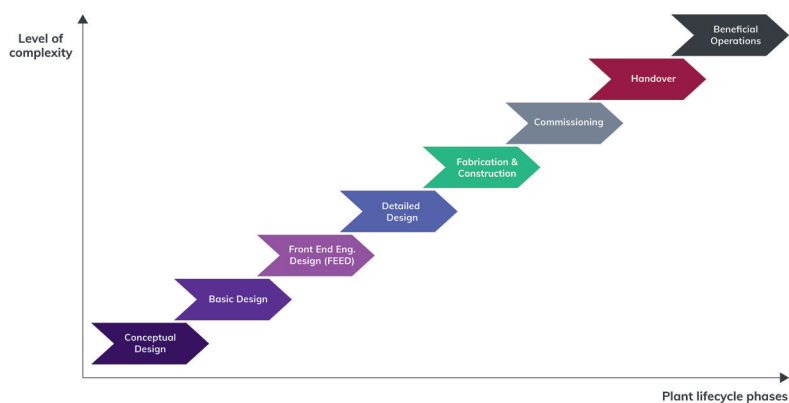 Level of
complexity
Beneficial
Operations
Handover
Commissioning
Fabrication &
Construction
Detailed
Design
Front End Eng.
Design (FEED)
Basic Design
Conceptual
Design
Plant lifecycle phases